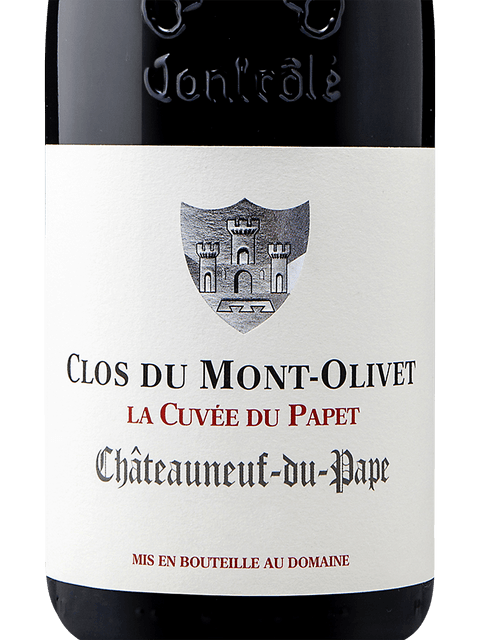 Contrôlé
CLOS DU MONT-OLIVET
LA CUVÉE DU PAPET
Châteauneuf-du-Pape
MIS EN BOUTEILLE AU DOMAINE